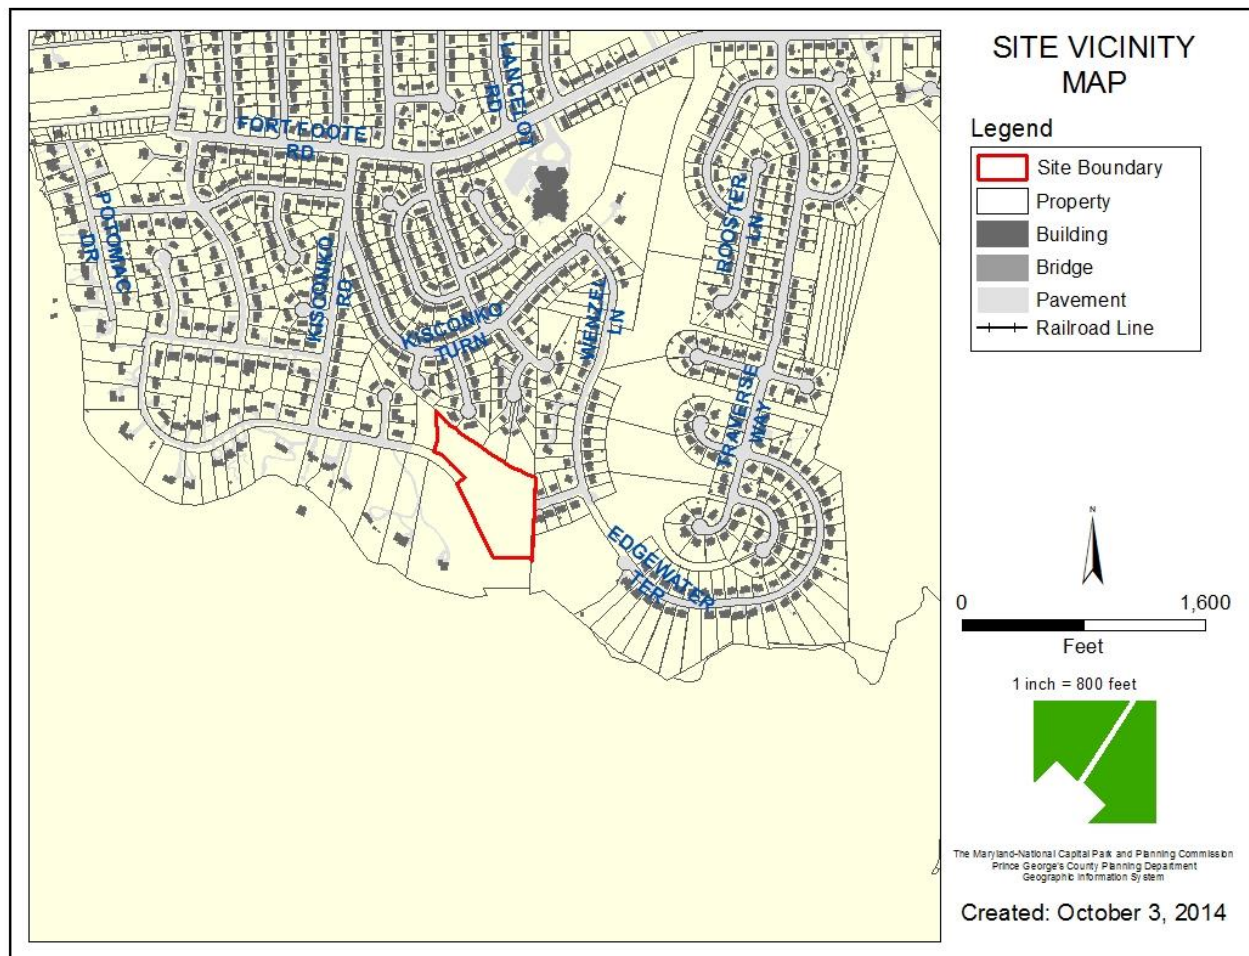 SITE VICINITY
MAP
Legend
Site Boundary
Property
Building
Bridge
Pavement
Railroad Line
LANCELOT
RD
FORT FOOTE
RD
POTOMAC
DR
KISCONKO
RD
KISCONKO
TURN
WENZEL
LN
ROOSTER
LN
TRAVERSE
WAY
EDGEWATER
TER
N
0 1,600
Feet
1 inch = 800 feet
The Maryland-National Capital Park and Planning Commission
Prince George's County Planning Department
Geographic Information System
Created: October 3, 2014